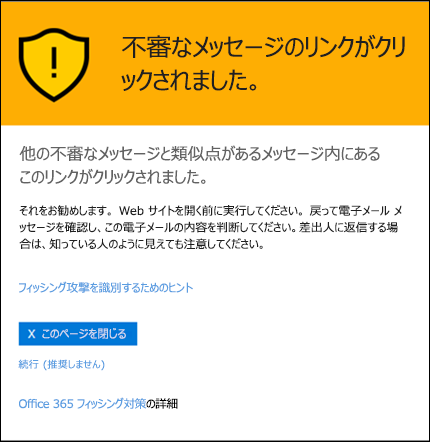 不審なメッセージのリンクがクリ
ックされました。
他の不審なメッセージと類似点があるメッセージ内にある
このリンクがクリックされました。
それをお勧めします。 Web サイトを開く前に実行してください。 戻って電子メール メ
ッセージを確認し、この電子メールの内容を判断してください。差出人に返信する場
合は、知っている人のように見えても注意してください。
フィッシング攻撃を識別するためのヒント
X このページを閉じる
続行 (推奨しません)
Office 365 フィッシング対策の詳細